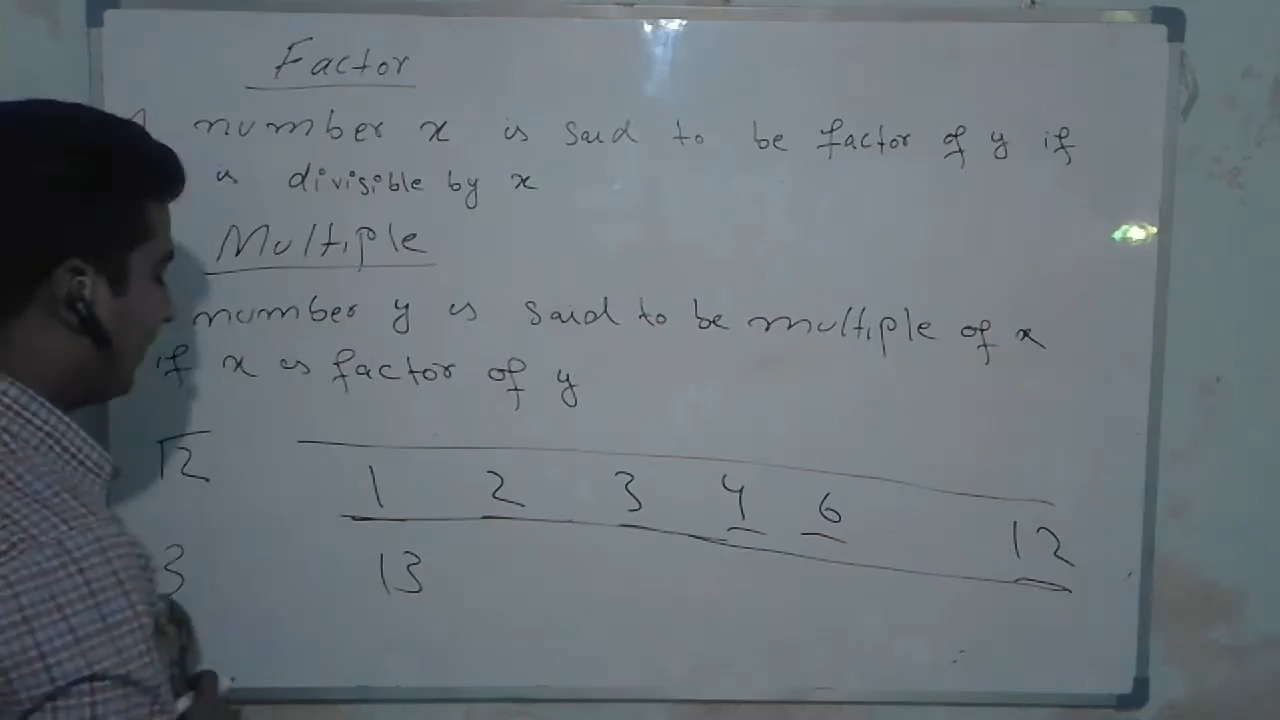 Factor
number x is said to be factor of y if
is divisible by x
Multiple
number y is said to be multiple of x
if x is factor of y
12 1 2 3 4 6 12
3 13